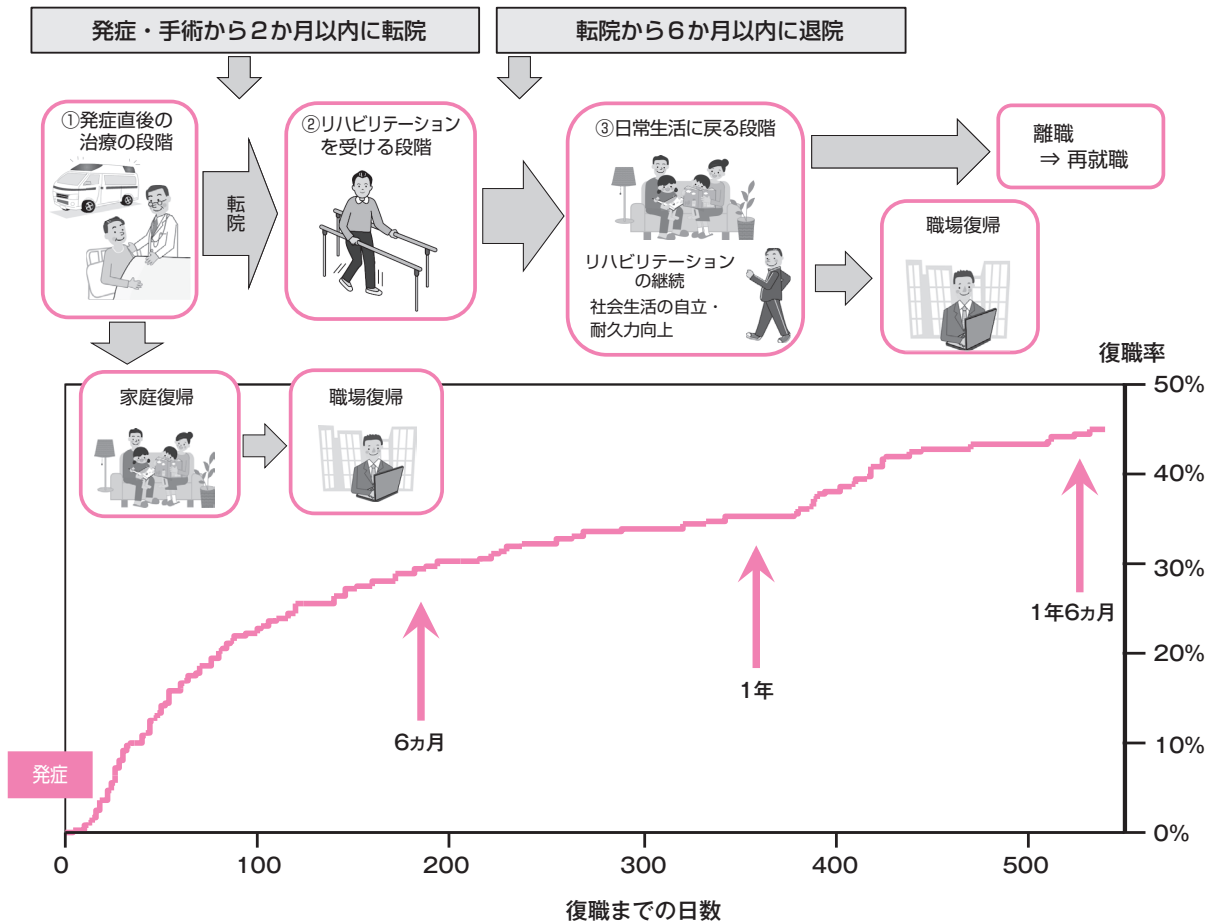 発症・手術から2か月以内に転院
転院から6か月以内に退院
①発症直後の
治療の段階
転院
②リハビリテーション
を受ける段階
③日常生活に戻る段階
リハビリテーション
の継続
社会生活の自立・
耐久力向上
離職
⇒ 再就職
職場復帰
家庭復帰
職場復帰
復職率
50%
40%
30%
20%
10%
0%
発症
6ヵ月
1年
1年6ヵ月
0
100
200
300
400
500
復職までの日数